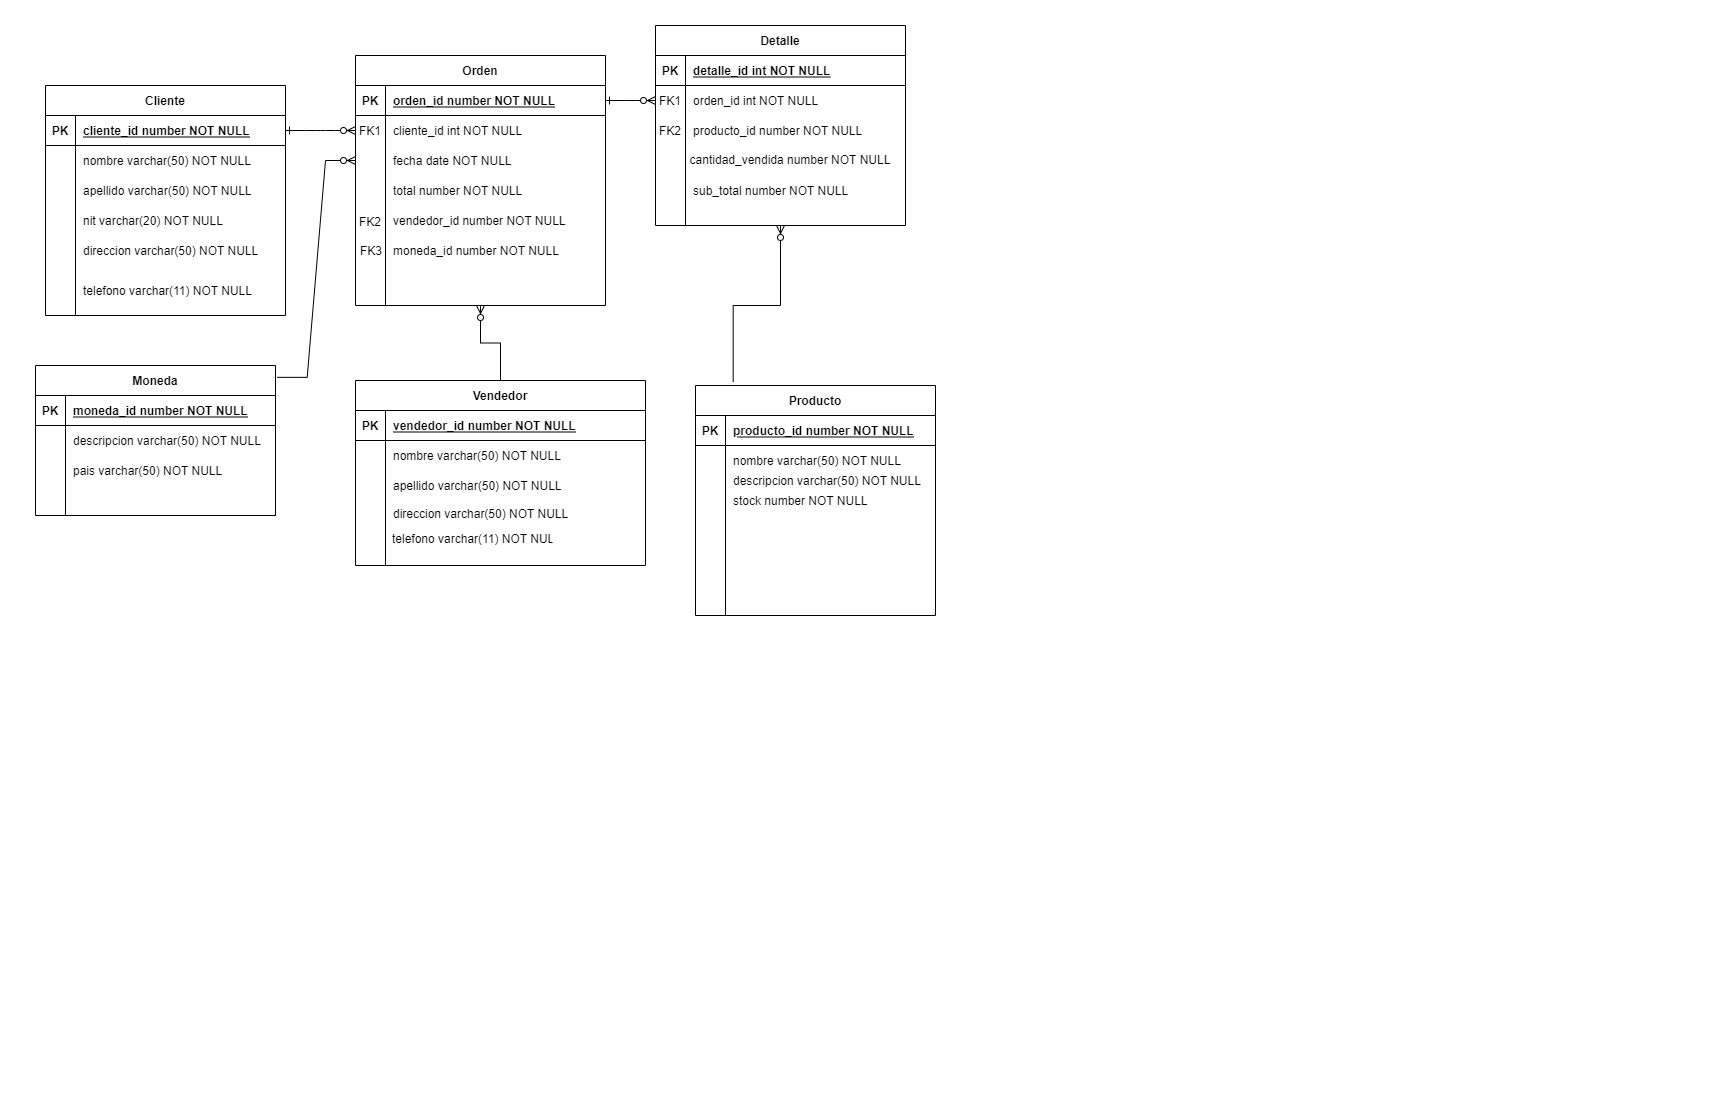 Cliente
PK cliente_id number NOT NULL
nombre varchar(50) NOT NULL
apellido varchar(50) NOT NULL
nit varchar(20) NOT NULL
direccion varchar(50) NOT NULL
telefono varchar(11) NOT NULL
Orden
PK orden_id number NOT NULL
FK1 cliente_id int NOT NULL
fecha date NOT NULL
total number NOT NULL
FK2 vendedor_id number NOT NULL
FK3 moneda_id number NOT NULL
Detalle
PK detalle_id int NOT NULL
FK1 orden_id int NOT NULL
FK2 producto_id number NOT NULL
cantidad_vendida number NOT NULL
sub_total number NOT NULL
Moneda
PK moneda_id number NOT NULL
descripcion varchar(50) NOT NULL
pais varchar(50) NOT NULL
Vendedor
PK vendedor_id number NOT NULL
nombre varchar(50) NOT NULL
apellido varchar(50) NOT NULL
direccion varchar(50) NOT NULL
telefono varchar(11) NOT NUL
Producto
PK producto_id number NOT NULL
nombre varchar(50) NOT NULL
descripcion varchar(50) NOT NULL
stock number NOT NULL